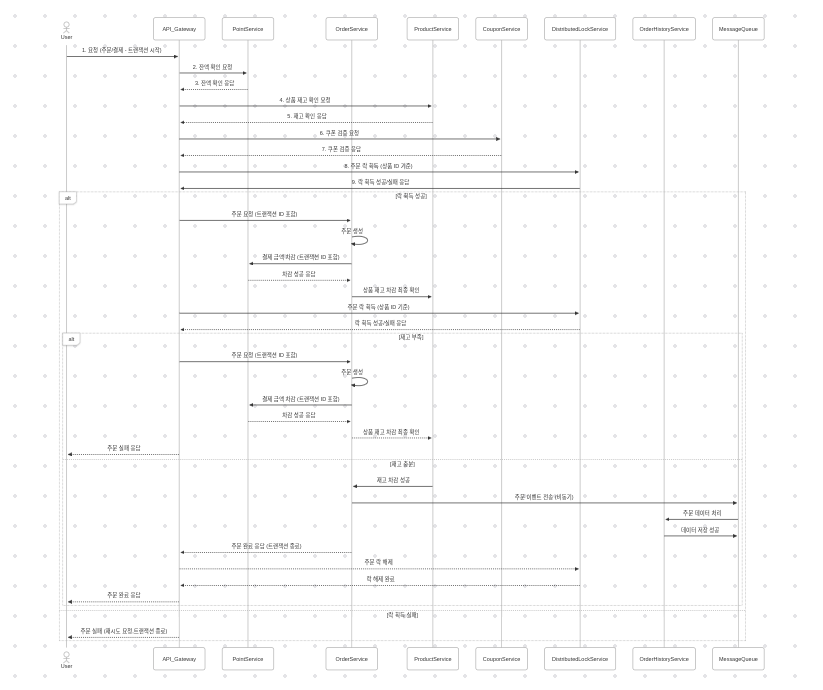 User
API_Gateway
PointService
OrderService
ProductService
CouponService
DistributedLockService
OrderHistoryService
MessageQueue
1. 요청 (주문/결제 - 트랜잭션 시작)
2. 잔액 확인 요청
3. 잔액 확인 응답
4. 상품 재고 확인 요청
5. 재고 확인 응답
6. 쿠폰 검증 요청
7. 쿠폰 검증 응답
8. 주문 락 획득 (상품 ID 기준)
9. 락 획득 성공/실패 응답
alt
[락 획득 성공]
주문 요청 (트랜잭션 ID 포함)
주문 생성
결제 금액 차감 (트랜잭션 ID 포함)
차감 성공 응답
상품 재고 차감 최종 확인
주문 락 획득 (상품 ID 기준)
락 획득 성공/실패 응답
alt
[재고 부족]
주문 요청 (트랜잭션 ID 포함)
주문 생성
결제 금액 차감 (트랜잭션 ID 포함)
차감 성공 응답
상품 재고 차감 최종 확인
주문 실패 응답
[재고 충분]
재고 차감 성공
주문 이벤트 전송 (비동기)
주문 데이터 처리
데이터 저장 성공
주문 완료 응답 (트랜잭션 종료)
주문 락 해제
락 해제 완료
주문 완료 응답
[락 획득 실패]
주문 실패 (재시도 요청, 트랜잭션 종료)
User
API_Gateway
PointService
OrderService
ProductService
CouponService
DistributedLockService
OrderHistoryService
MessageQueue